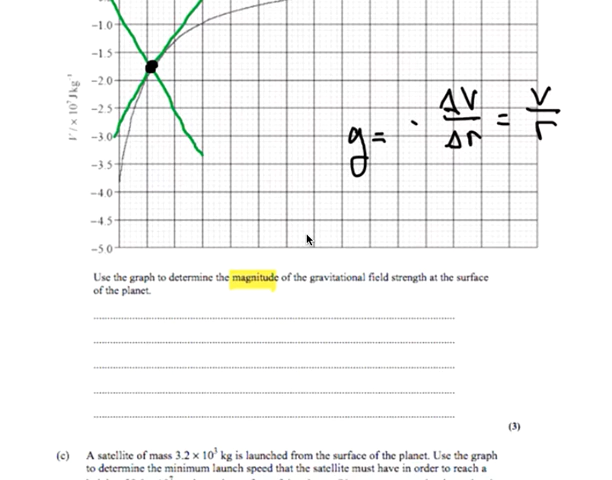 -1.0
-1.5
-2.0
-2.5
-3.0
-3.5
-4.0
-4.5
-5.0
V / × 10⁷ J kg⁻¹
g = - ΔV/Δr = V/r
Use the graph to determine the magnitude of the gravitational field strength at the surface
of the planet.
(3)
(c) A satellite of mass 3.2 × 10³ kg is launched from the surface of the planet. Use the graph
to determine the minimum launch speed that the satellite must have in order to reach a